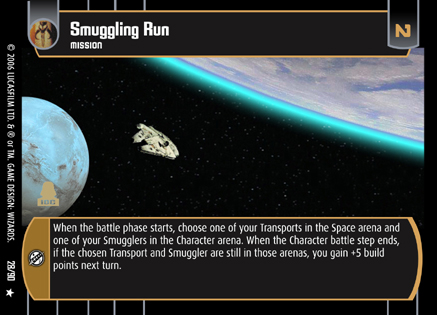 Smuggling Run
MISSION
N
When the battle phase starts, choose one of your Transports in the Space arena and
one of your Smugglers in the Character arena. When the Character battle step ends,
if the chosen Transport and Smuggler are still in those arenas, you gain +5 build
points next turn.
© 2006 LUCASFILM LTD. & ® or TM. GAME DESIGN: WIZARDS.
28/90